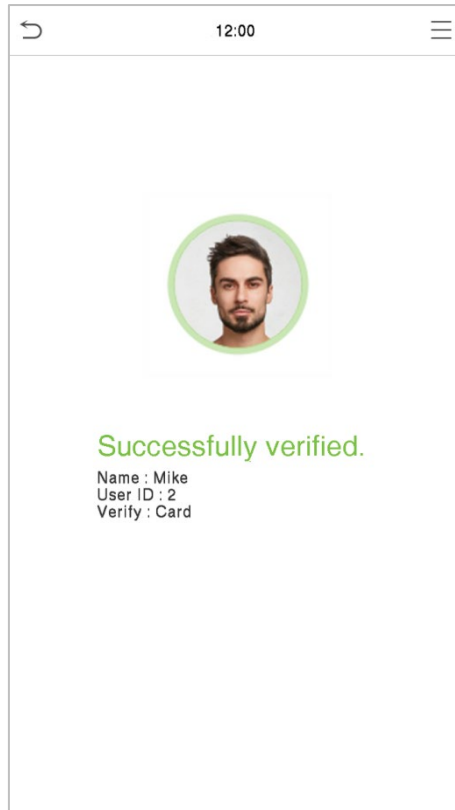 12:00
Successfully verified.
Name : Mike
User ID : 2
Verify : Card